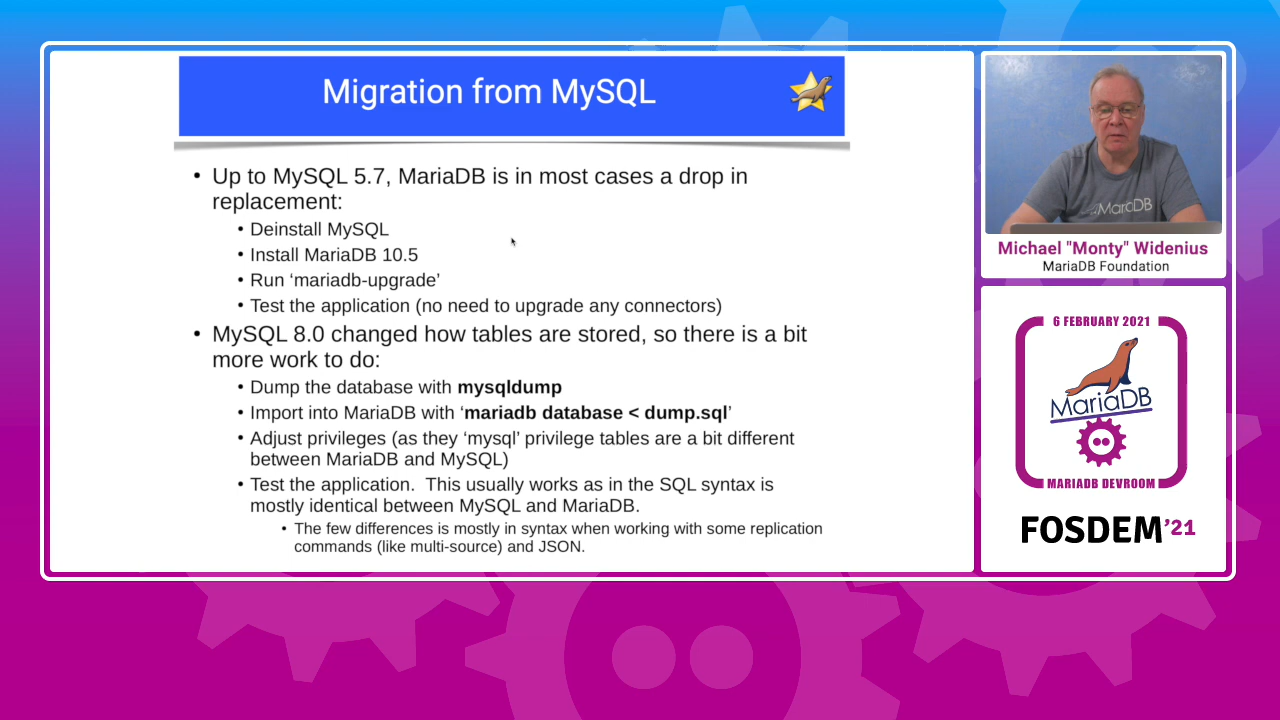 Migration from MySQL
• Up to MySQL 5.7, MariaDB is in most cases a drop in
replacement:
• Deinstall MySQL
• Install MariaDB 10.5
• Run ‘mariadb-upgrade’
• Test the application (no need to upgrade any connectors)
• MySQL 8.0 changed how tables are stored, so there is a bit
more work to do:
• Dump the database with mysqldump
• Import into MariaDB with ‘mariadb database < dump.sql’
• Adjust privileges (as they ‘mysql’ privilege tables are a bit different
between MariaDB and MySQL)
• Test the application.  This usually works as in the SQL syntax is
mostly identical between MySQL and MariaDB.
• The few differences is mostly in syntax when working with some replication
commands (like multi-source) and JSON.
MariaDB
Michael "Monty" Widenius
MariaDB Foundation
6 FEBRUARY 2021
MariaDB
MARIADB DEVROOM
FOSDEM’21